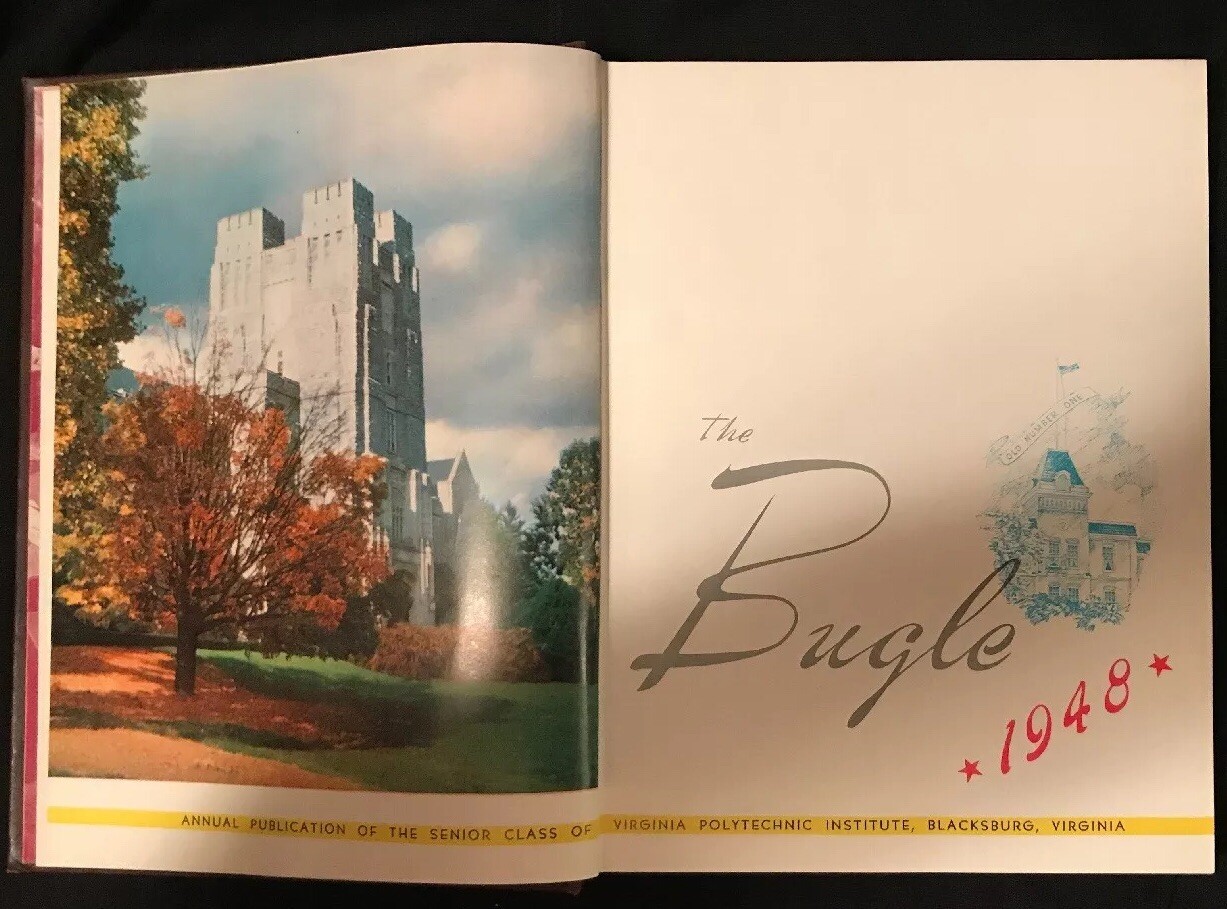 The
Bugle
OLD NUMBER ONE
1948
ANNUAL PUBLICATION OF THE SENIOR CLASS OF VIRGINIA POLYTECHNIC INSTITUTE, BLACKSBURG, VIRGINIA